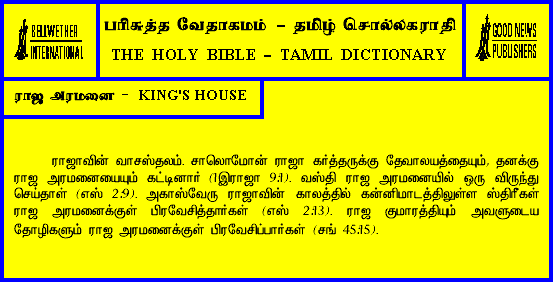 BELLWETHER
INTERNATIONAL
பரிசுத்த வேதாகமம் – தமிழ் சொல்லகராதி
THE HOLY BIBLE – TAMIL DICTIONARY
GOOD NEWS
PUBLISHERS
ராஜ அரமனை – KING'S HOUSE
ராஜாவின் வாசஸ்தலம். சாலொமோன் ராஜா கர்த்தருக்கு தேவாலயத்தையும், தனக்கு
ராஜ அரமனையையும் கட்டினார் (1இராஜா 9:1). வஸ்தி ராஜ அரமனையில் ஒரு விருந்து
செய்தாள் (எஸ் 2:9). அகாஸ்வேரு ராஜாவின் காலத்தில் கன்னிமாடத்திலுள்ள ஸ்திரீகள்
ராஜ அரமனைக்குள் பிரவேசித்தார்கள் (எஸ் 2:13). ராஜ குமாரத்தியும் அவளுடைய
தோழிகளும் ராஜ அரமனைக்குள் பிரவேசிப்பார்கள் (சங் 45:15).